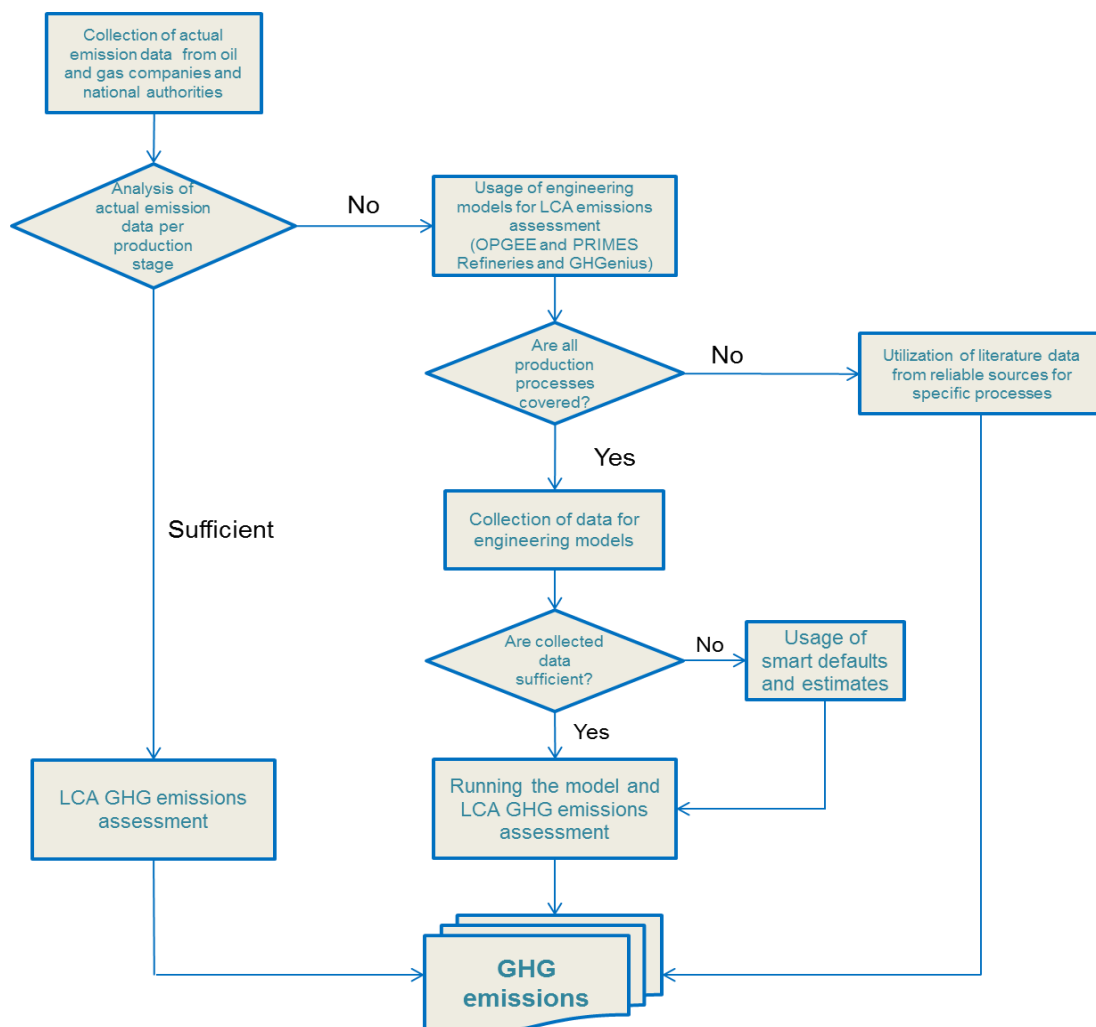 Collection of actual
emission data from oil
and gas companies and
national authorities
Analysis of
actual emission
data per
production
stage
No
Usage of engineering
models for LCA emissions
assessment
(OPGEE and PRIMES
Refineries and GHGenius)
Are all
production
processes
covered?
No
Utilization of literature data
from reliable sources for
specific processes
Yes
Sufficient
Collection of data for
engineering models
Are collected
data
sufficient?
No
Usage of
smart defaults
and estimates
Yes
LCA GHG emissions
assessment
Running the model and
LCA GHG emissions
assessment
GHG
emissions